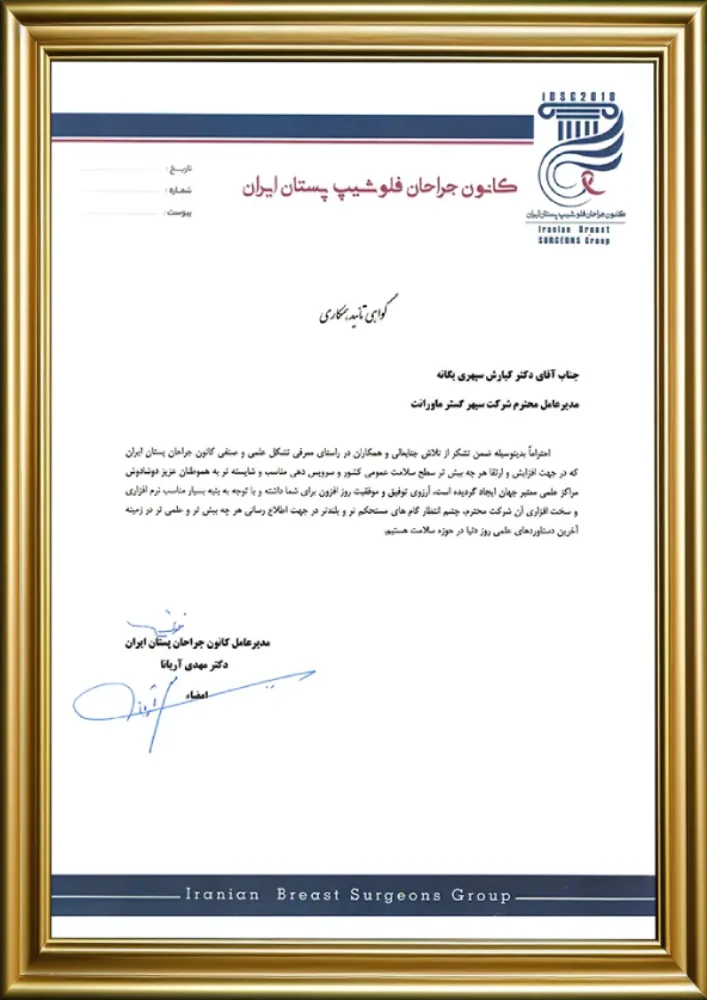 IBSG2018
کانون جراحان فلوشیپ پستان ایران
Iranian Breast
SURGEONS Group
کانون جراحان فلوشیپ پستان ایران
تاریخ :
شماره :
پیوست :
گواهی تائید همکاری
جناب آقای دکتر کیارش سپهری یگانه
مدیرعامل محترم شرکت سپهر گستر ماورانت
احتراماً بدینوسیله ضمن تشکر از تلاش جنابعالی و همکاران در راستای معرفی تشکل علمی و صنفی کانون جراحان پستان ایران
که در جهت افزایش و ارتقا هر چه بیش تر سطح سلامت عمومی کشور و سرویس دهی مناسب و شایسته تر به هموطنان عزیز دوشادوش
مراکز علمی معتبر جهان ایجاد گردیده است، آرزوی توفیق و موفقیت روز افزون برای شما داشته و با توجه به بنیه بسیار مناسب نرم افزاری
و سخت افزاری آن شرکت محترم، چشم انتظار گام های مستحکم تر و بلندتر در جهت اطلاع رسانی هر چه بیش تر و علمی تر در زمینه
آخرین دستاوردهای علمی روز دنیا در حوزه سلامت هستیم.
مدیرعامل کانون جراحان پستان ایران
دکتر مهدی آریانا
امضاء
Iranian Breast Surgeons Group